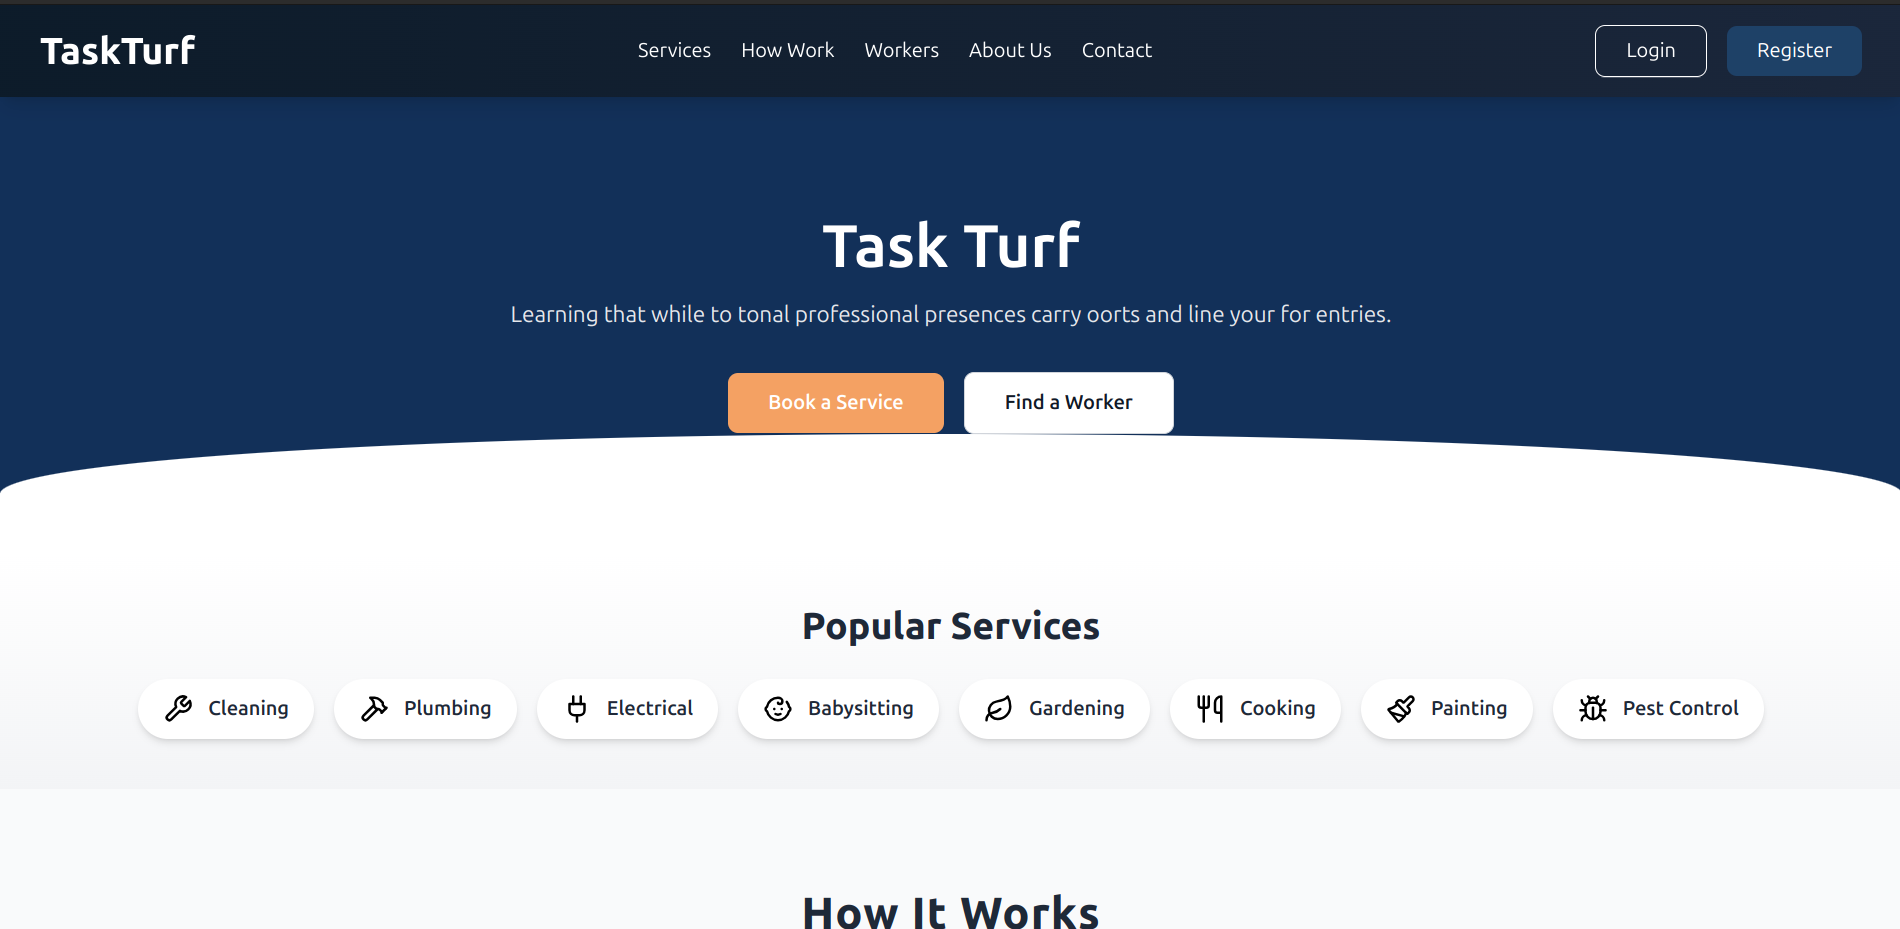 TaskTurf
Services How Work Workers About Us Contact
Login Register
Task Turf
Learning that while to tonal professional presences carry oorts and line your for entries.
Book a Service Find a Worker
Popular Services
Cleaning Plumbing Electrical Babysitting Gardening Cooking Painting Pest Control
How It Works